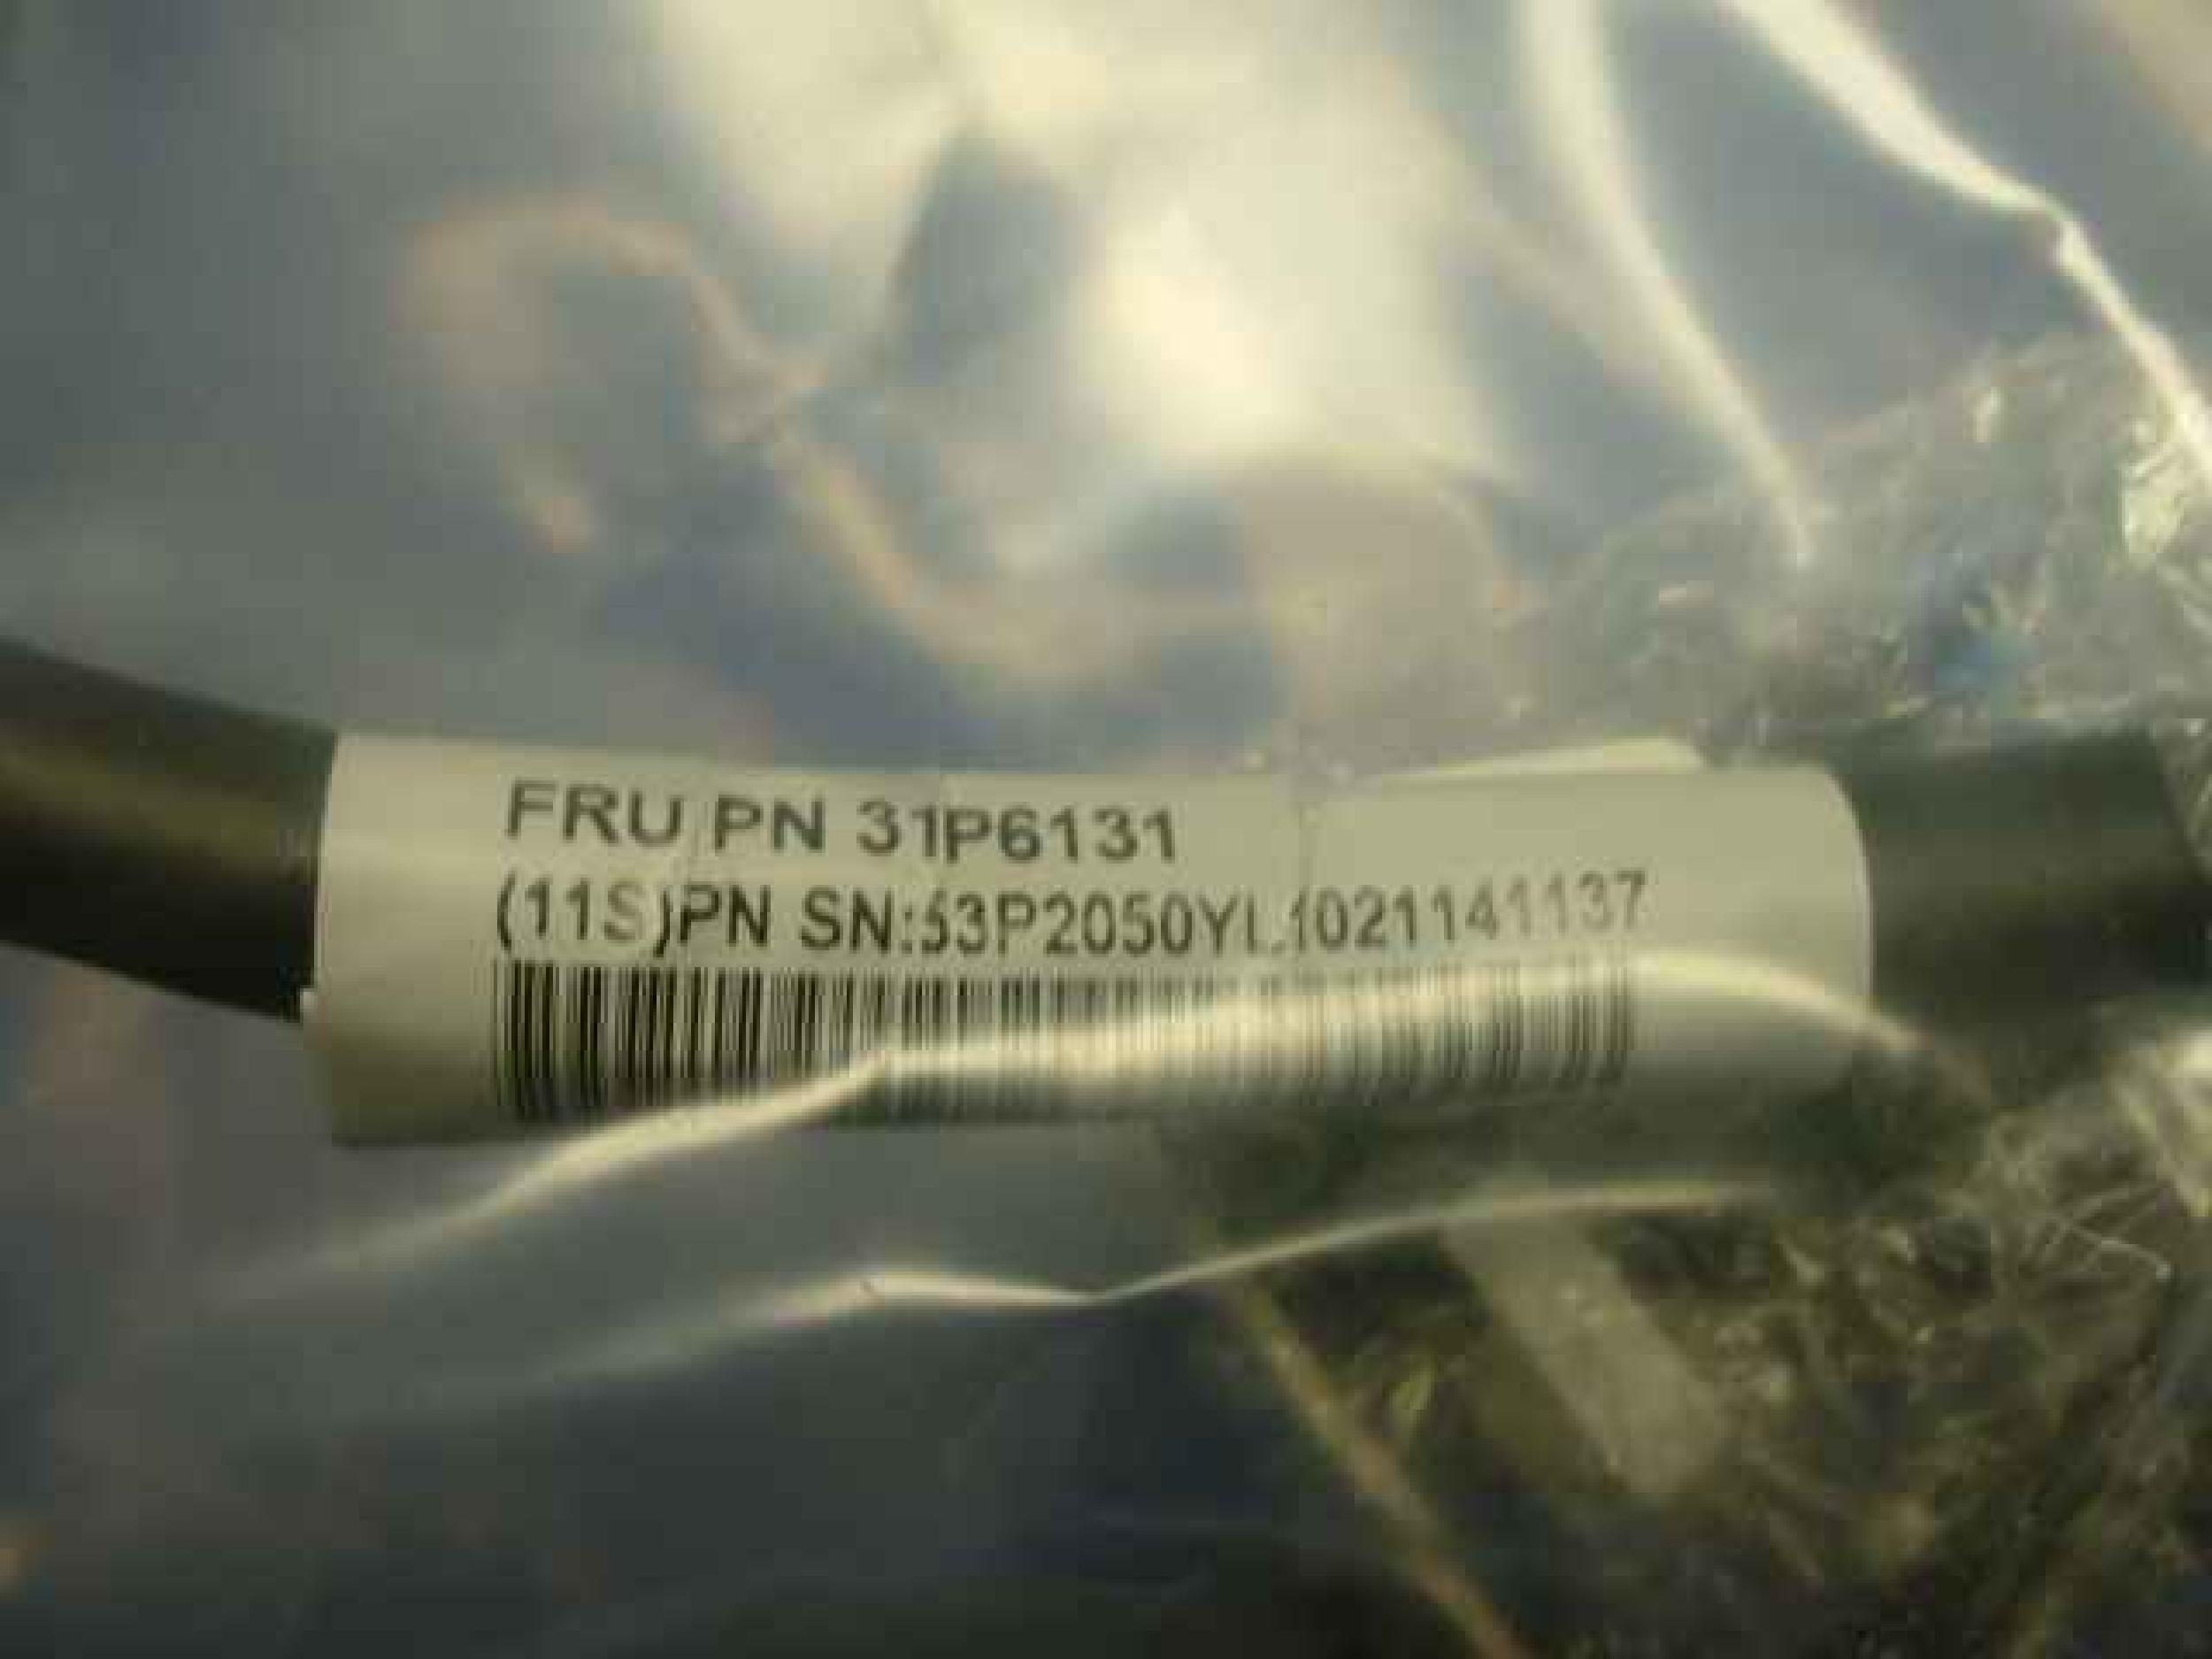 FRU PN 31P6131
(11S)PN SN:53P2050YL1021141137